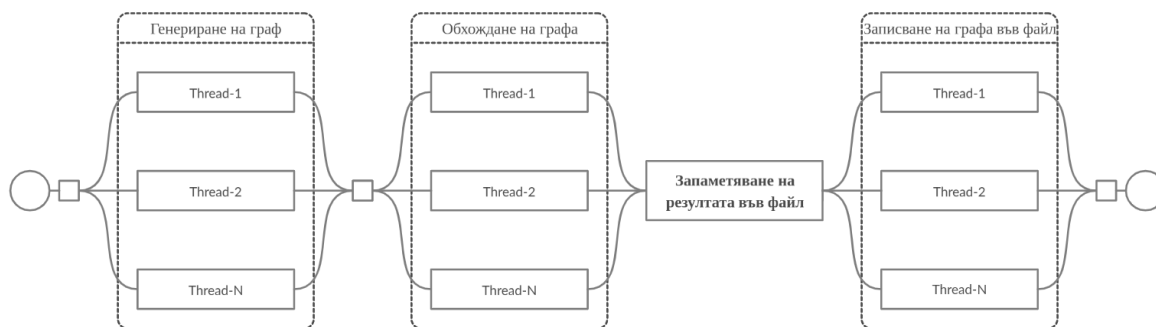 Генериране на граф
Thread-1
Thread-2
Thread-N
Обхождане на графа
Thread-1
Thread-2
Thread-N
Запаметяване на
резултата във файл
Записване на графа във файл
Thread-1
Thread-2
Thread-N